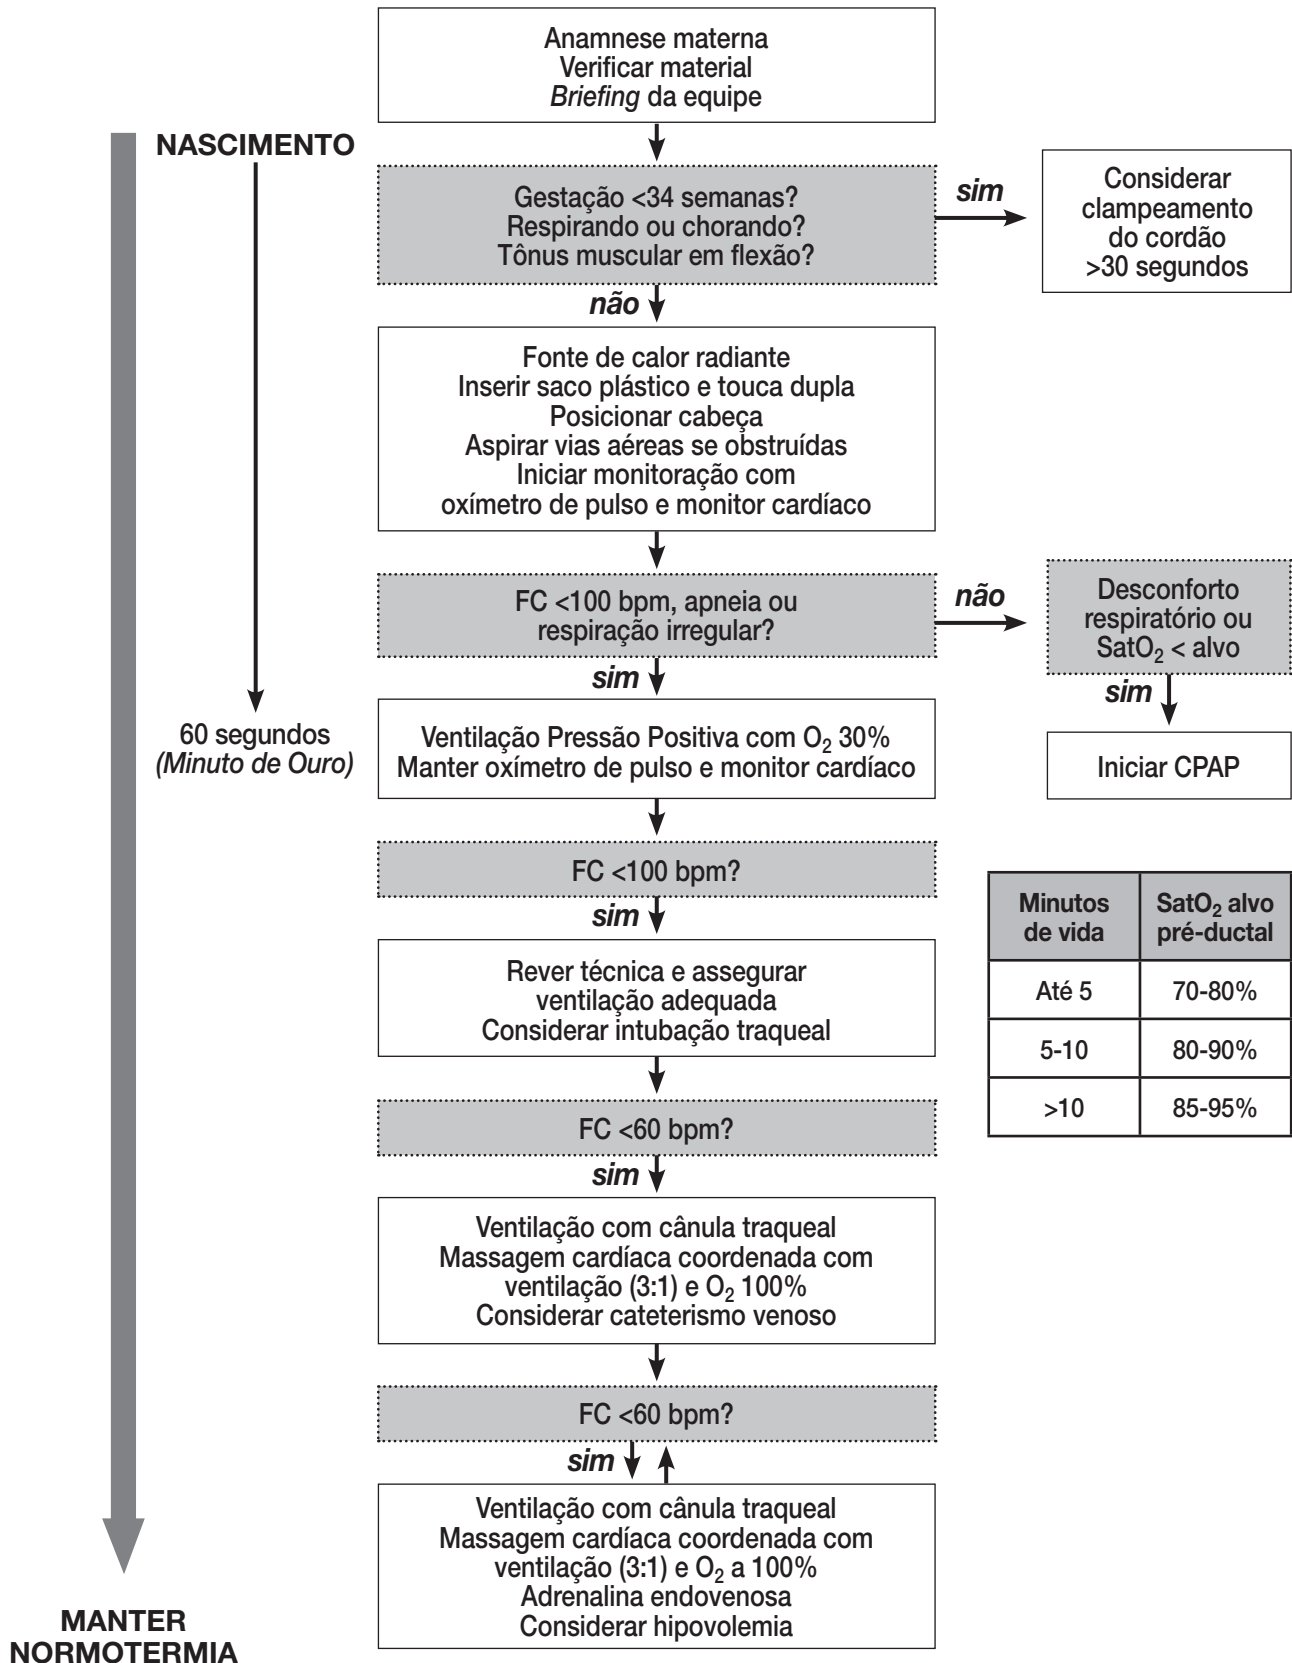 Anamnese materna
Verificar material
Briefing da equipe
NASCIMENTO
Gestação <34 semanas?
Respirando ou chorando?
Tônus muscular em flexão?
sim
Considerar
clampeamento
do cordão
>30 segundos
não
Fonte de calor radiante
Inserir saco plástico e touca dupla
Posicionar cabeça
Aspirar vias aéreas se obstruídas
Iniciar monitoração com
oxímetro de pulso e monitor cardíaco
FC <100 bpm, apneia ou
respiração irregular?
não
Desconforto
respiratório ou
SatO₂ < alvo
sim
sim
60 segundos
(Minuto de Ouro)
Ventilação Pressão Positiva com O₂ 30%
Manter oxímetro de pulso e monitor cardíaco
Iniciar CPAP
FC <100 bpm?
sim
Rever técnica e assegurar
ventilação adequada
Considerar intubação traqueal
Minutos de vida
SatO₂ alvo pré-ductal
Até 5 70-80%
5-10 80-90%
>10 85-95%
FC <60 bpm?
sim
Ventilação com cânula traqueal
Massagem cardíaca coordenada com
ventilação (3:1) e O₂ 100%
Considerar cateterismo venoso
FC <60 bpm?
sim
Ventilação com cânula traqueal
Massagem cardíaca coordenada com
ventilação (3:1) e O₂ a 100%
Adrenalina endovenosa
Considerar hipovolemia
MANTER
NORMOTERMIA